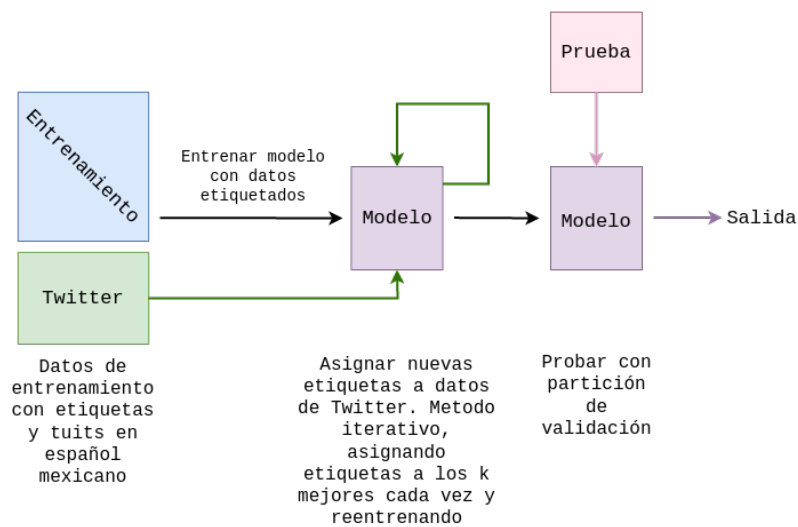 Prueba
Entrenamiento
Entrenar modelo
con datos
etiquetados
Modelo
Modelo
Salida
Twitter
Datos de
entrenamiento
con etiquetas
y tuits en
español
mexicano
Asignar nuevas
etiquetas a datos
de Twitter. Metodo
iterativo,
asignando
etiquetas a los k
mejores cada vez y
reentrenando
Probar con
partición
de
validación